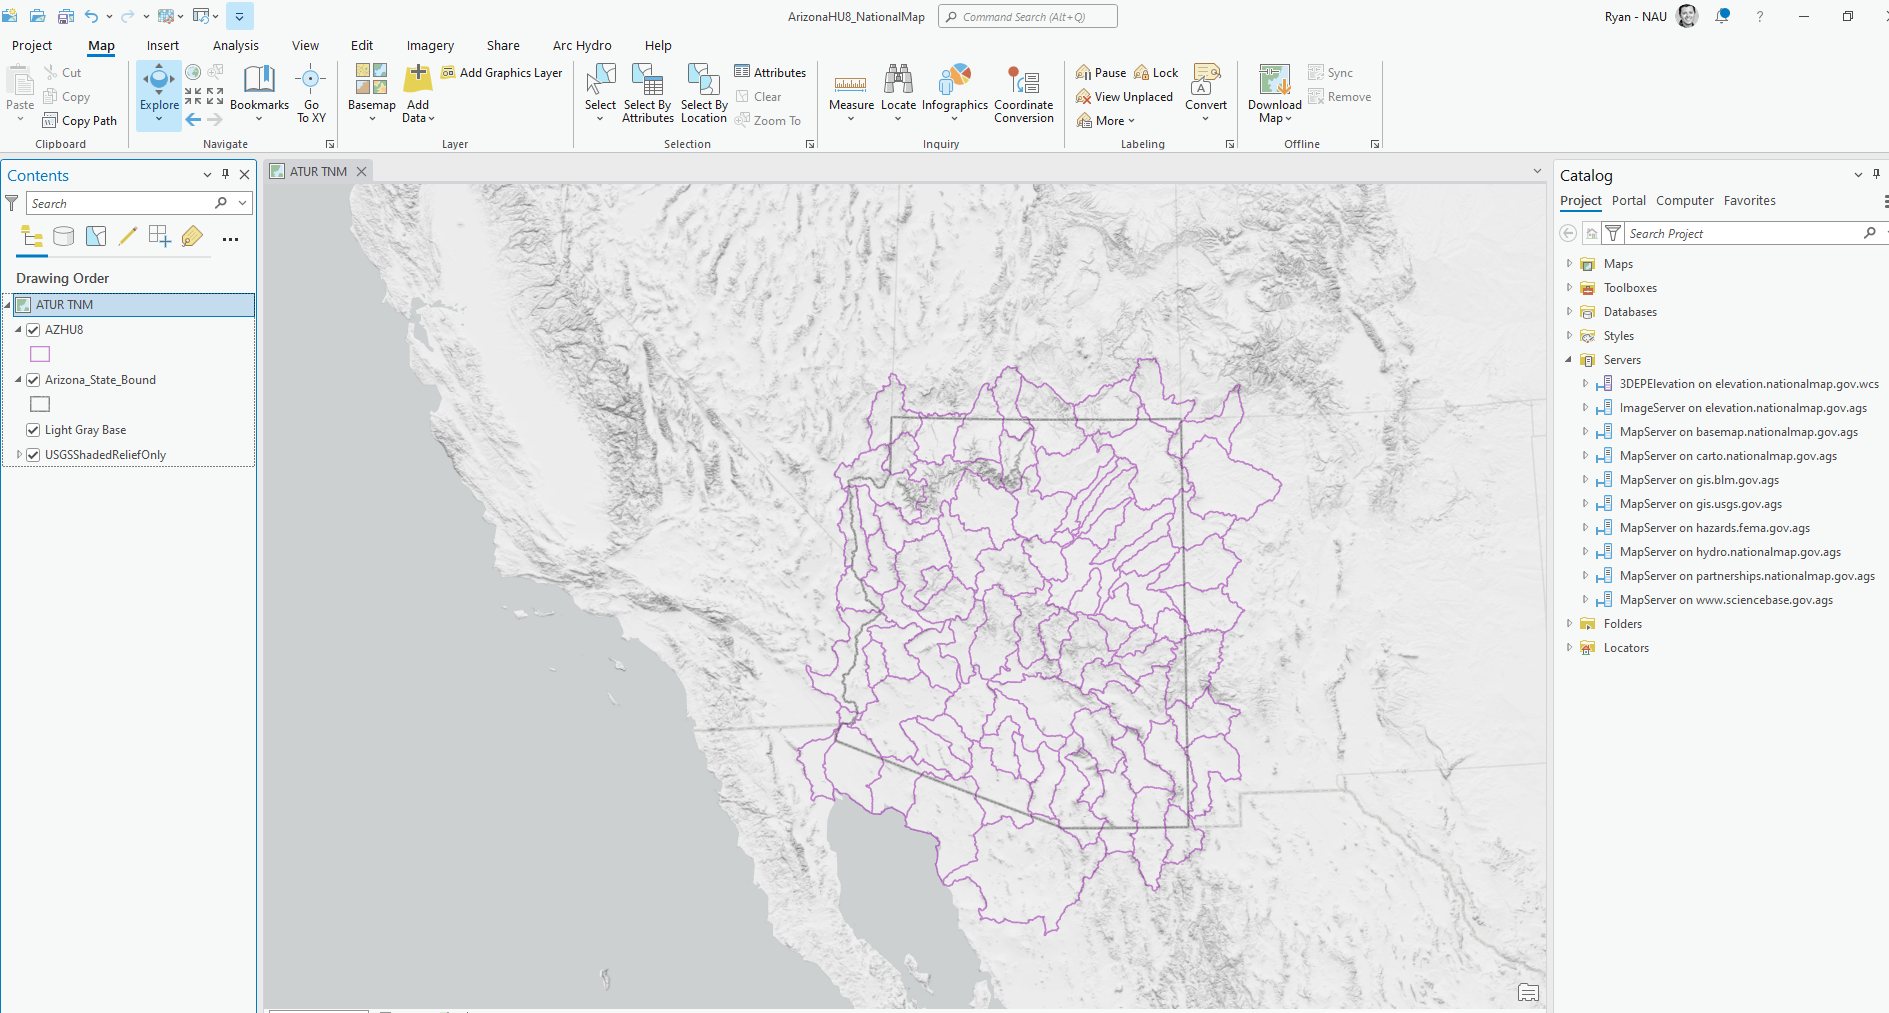 ArizonaHU8_NationalMap
Command Search (Alt+Q)
Ryan - NAU
?
Project
Map
Insert
Analysis
View
Edit
Imagery
Share
Arc Hydro
Help
Paste
Cut
Copy
Copy Path
Clipboard
Explore
Bookmarks
Go To XY
Navigate
Basemap
Add Data
Add Graphics Layer
Layer
Select
Select By Attributes
Select By Location
Attributes
Clear
Zoom To
Selection
Measure
Locate
Infographics
Coordinate Conversion
Inquiry
Pause
Lock
View Unplaced
More
Convert
Labeling
Download Map
Sync
Remove
Offline
Contents
Search
Drawing Order
ATUR TNM
AZHU8
Arizona_State_Bound
Light Gray Base
USGSShadedReliefOnly
ATUR TNM
Catalog
Project
Portal
Computer
Favorites
Search Project
Maps
Toolboxes
Databases
Styles
Servers
3DEPElevation on elevation.nationalmap.gov.wcs
ImageServer on elevation.nationalmap.gov.ags
MapServer on basemap.nationalmap.gov.ags
MapServer on carto.nationalmap.gov.ags
MapServer on gis.blm.gov.ags
MapServer on gis.usgs.gov.ags
MapServer on hazards.fema.gov.ags
MapServer on hydro.nationalmap.gov.ags
MapServer on partnerships.nationalmap.gov.ags
MapServer on www.sciencebase.gov.ags
Folders
Locators